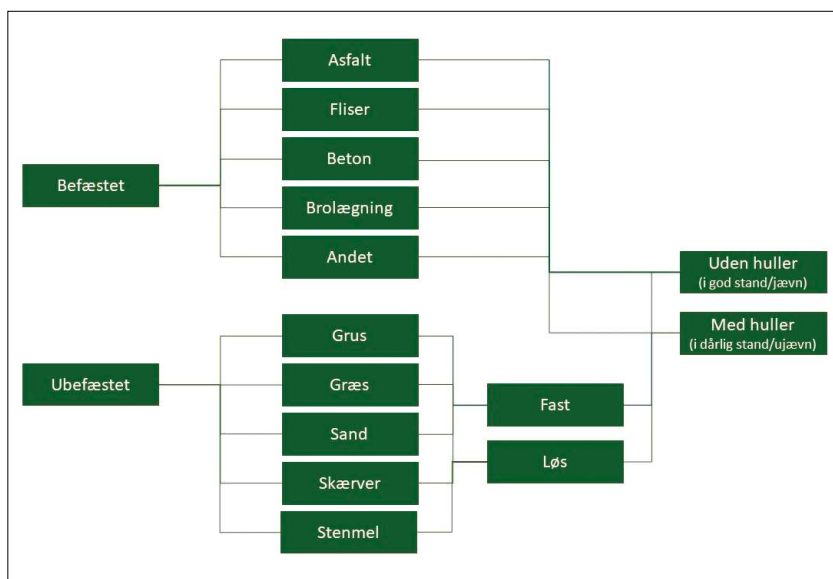 Befæstet
Asfalt
Fliser
Beton
Brolægning
Andet
Ubefæstet
Grus
Græs
Sand
Skærver
Stenmel
Fast
Løs
Uden huller
(i god stand/jævn)
Med huller
(i dårlig stand/ujævn)